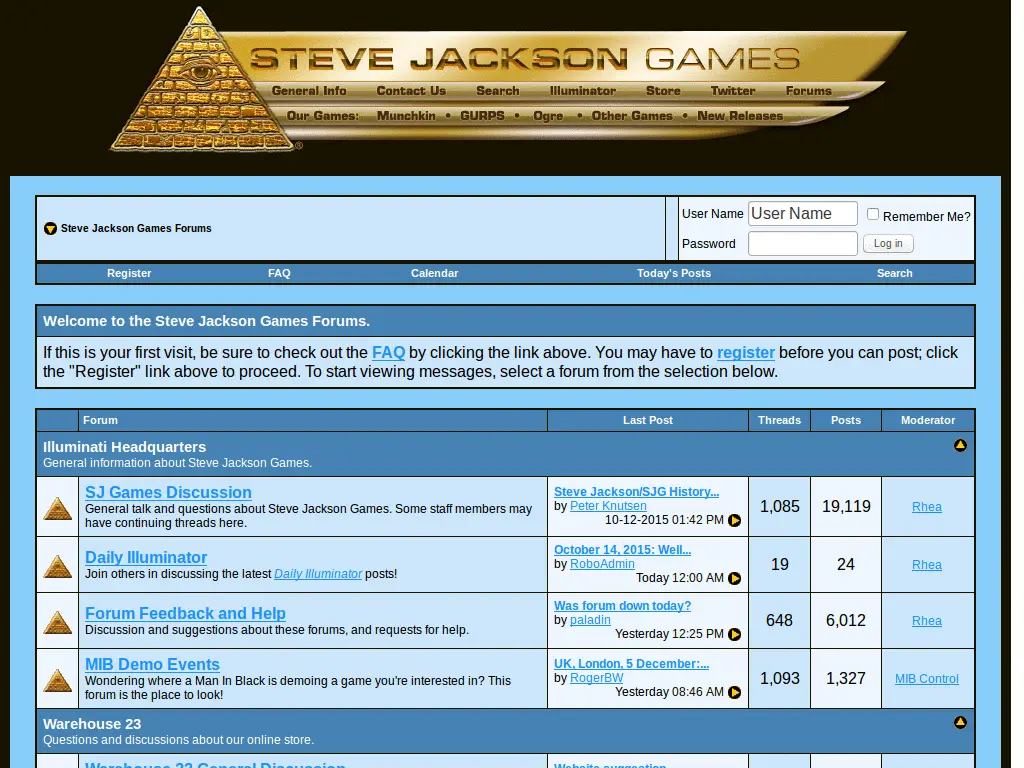 STEVE JACKSON GAMES
General Info Contact Us Search Illuminator Store Twitter Forums
Our Games: Munchkin • GURPS • Ogre • Other Games • New Releases
®
Steve Jackson Games Forums
User Name User Name Remember Me?
Password Log in
Register FAQ Calendar Today's Posts Search
Welcome to the Steve Jackson Games Forums.
If this is your first visit, be sure to check out the FAQ by clicking the link above. You may have to register before you can post; click
the "Register" link above to proceed. To start viewing messages, select a forum from the selection below.
Forum Last Post Threads Posts Moderator
Illuminati Headquarters
General information about Steve Jackson Games.
SJ Games Discussion
General talk and questions about Steve Jackson Games. Some staff members may
have continuing threads here.
Steve Jackson/SJG History...
by Peter Knutsen
10-12-2015 01:42 PM
1,085 19,119 Rhea
Daily Illuminator
Join others in discussing the latest Daily Illuminator posts!
October 14, 2015: Well...
by RoboAdmin
Today 12:00 AM
19 24 Rhea
Forum Feedback and Help
Discussion and suggestions about these forums, and requests for help.
Was forum down today?
by paladin
Yesterday 12:25 PM
648 6,012 Rhea
MIB Demo Events
Wondering where a Man In Black is demoing a game you're interested in? This
forum is the place to look!
UK, London, 5 December:...
by RogerBW
Yesterday 08:46 AM
1,093 1,327 MIB Control
Warehouse 23
Questions and discussions about our online store.
Warehouse 23 General Discussion
Website suggestion